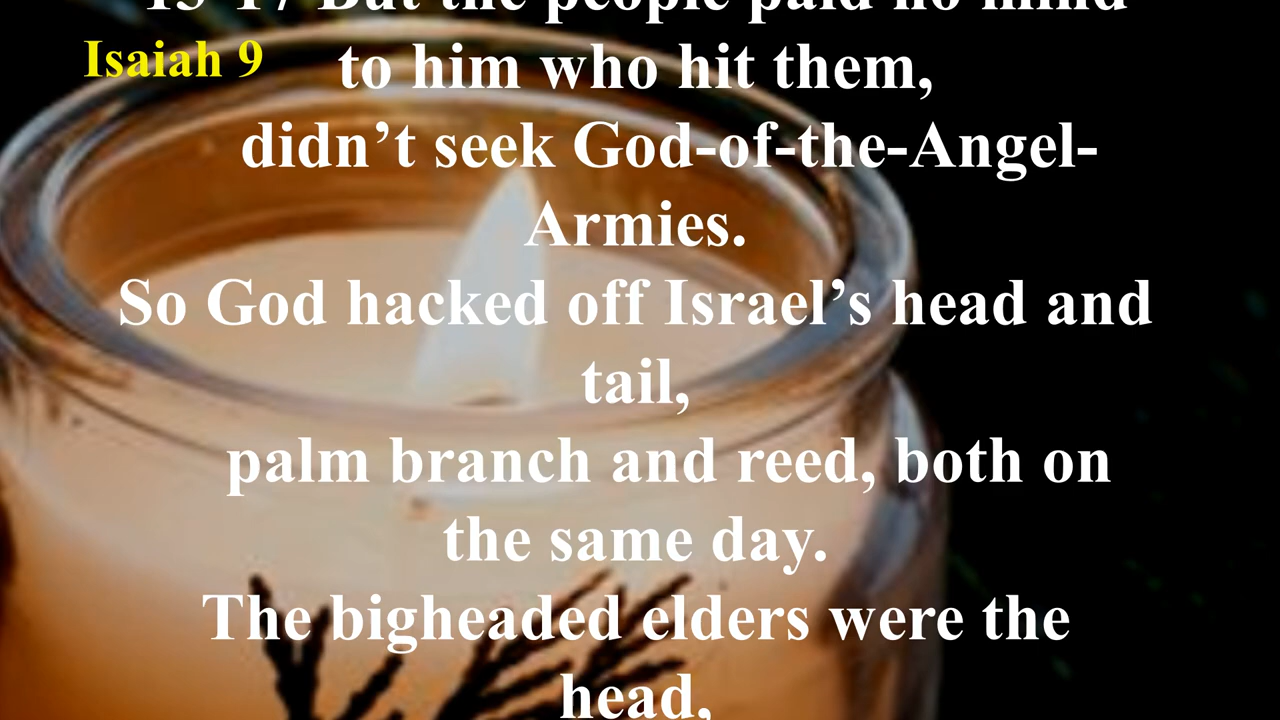 13-17 But the people paid no mind
Isaiah 9
to him who hit them,
didn’t seek God-of-the-Angel-
Armies.
So God hacked off Israel’s head and
tail,
palm branch and reed, both on
the same day.
The bigheaded elders were the
head,